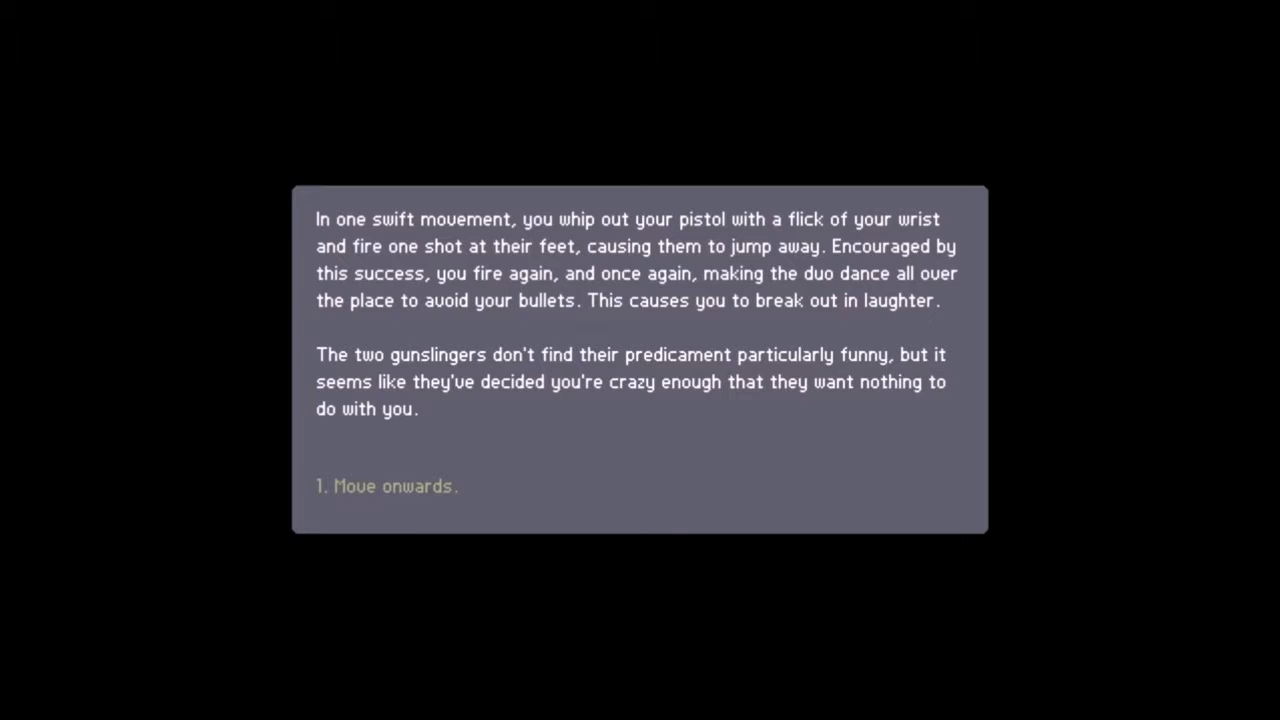 In one swift movement, you whip out your pistol with a flick of your wrist
and fire one shot at their feet, causing them to jump away. Encouraged by
this success, you fire again, and once again, making the duo dance all over
the place to avoid your bullets. This causes you to break out in laughter.
The two gunslingers don't find their predicament particularly funny, but it
seems like they've decided you're crazy enough that they want nothing to
do with you.
1. Move onwards.